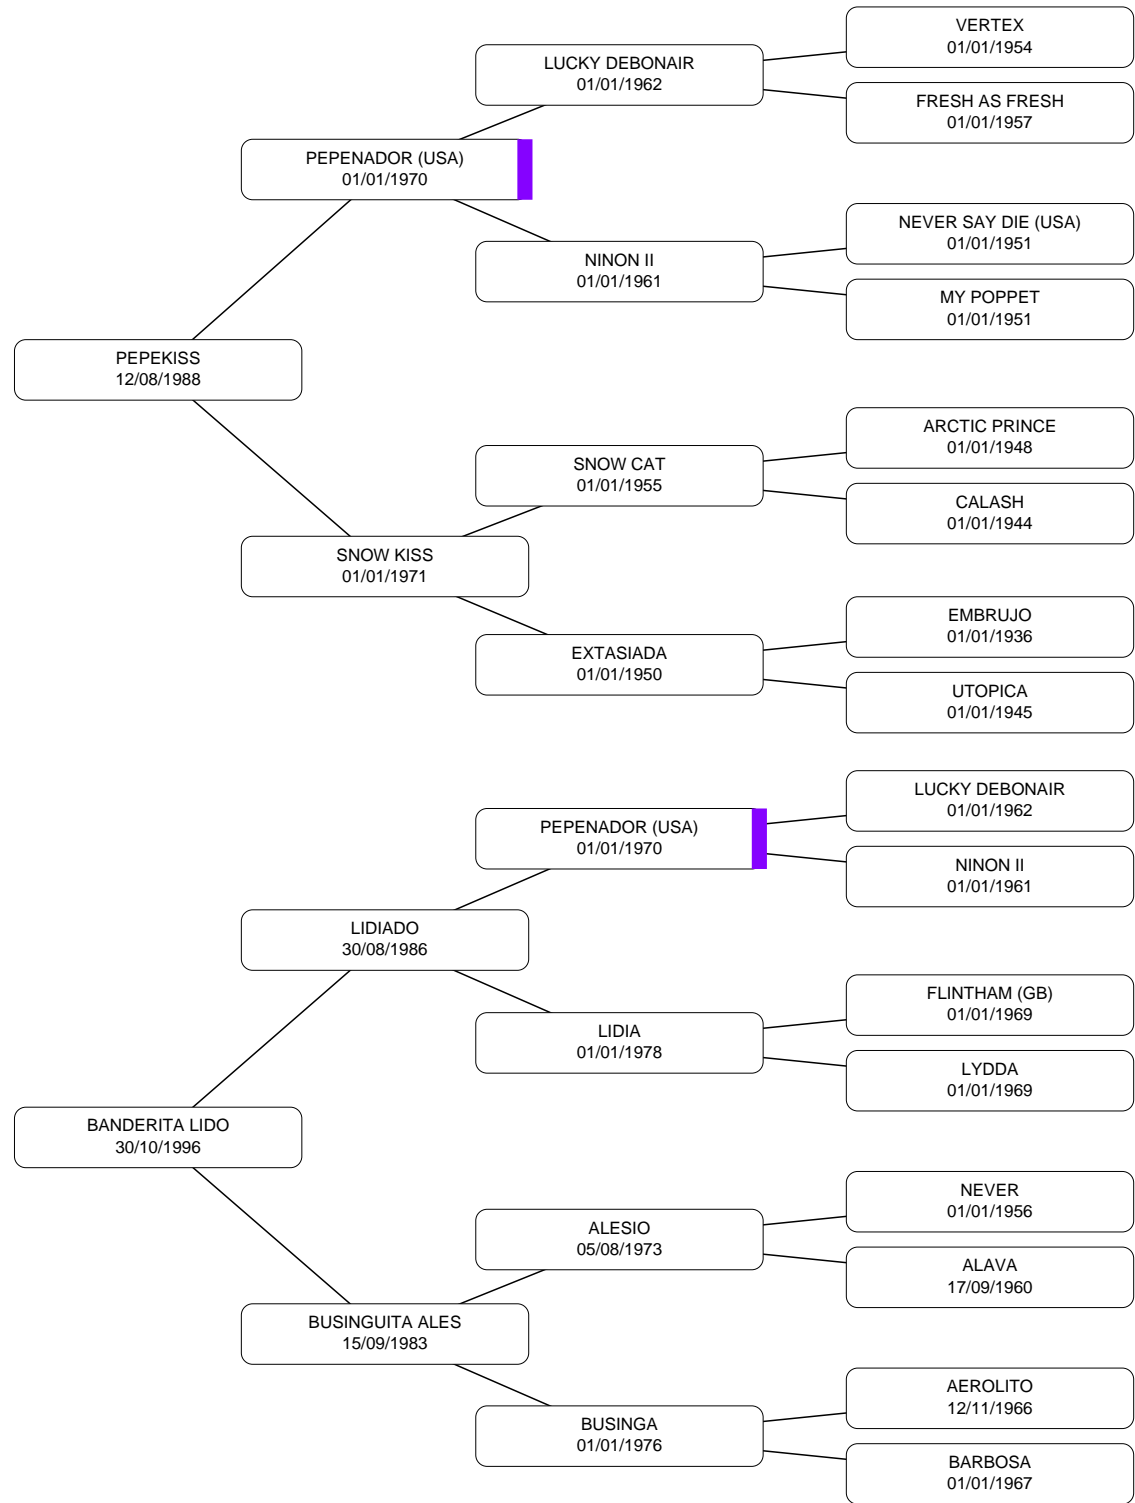 VERTEX
01/01/1954
LUCKY DEBONAIR
01/01/1962
FRESH AS FRESH
01/01/1957
PEPENADOR (USA)
01/01/1970
NEVER SAY DIE (USA)
01/01/1951
NINON II
01/01/1961
MY POPPET
01/01/1951
PEPEKISS
12/08/1988
ARCTIC PRINCE
01/01/1948
SNOW CAT
01/01/1955
CALASH
01/01/1944
SNOW KISS
01/01/1971
EMBRUJO
01/01/1936
EXTASIADA
01/01/1950
UTOPICA
01/01/1945
LUCKY DEBONAIR
01/01/1962
PEPENADOR (USA)
01/01/1970
NINON II
01/01/1961
LIDIADO
30/08/1986
FLINTHAM (GB)
01/01/1969
LIDIA
01/01/1978
LYDDA
01/01/1969
BANDERITA LIDO
30/10/1996
NEVER
01/01/1956
ALESIO
05/08/1973
ALAVA
17/09/1960
BUSINGUITA ALES
15/09/1983
AEROLITO
12/11/1966
BUSINGA
01/01/1976
BARBOSA
01/01/1967